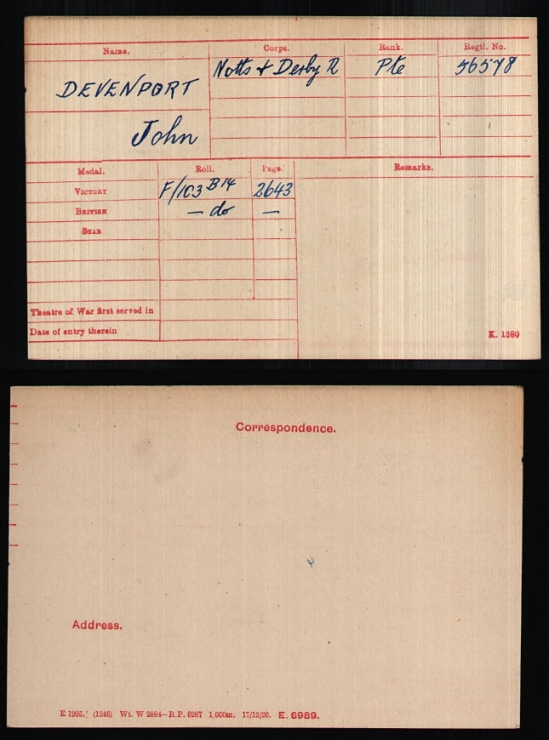 Name. Corps. Rank. Regtl. No.
DEVENPORT Notts & Derby R Pte 56578
John
Medal. Roll. Page. Remarks.
VICTORY F/103 B14 2643
BRITISH — do —
STAR
Theatre of War first served in
Date of entry therein
K. 1380
Correspondence.
Address.
E 1995. (1246) Wt. W 2884—R.P. 6267 1,000m. 17/12/20. E. 6989.